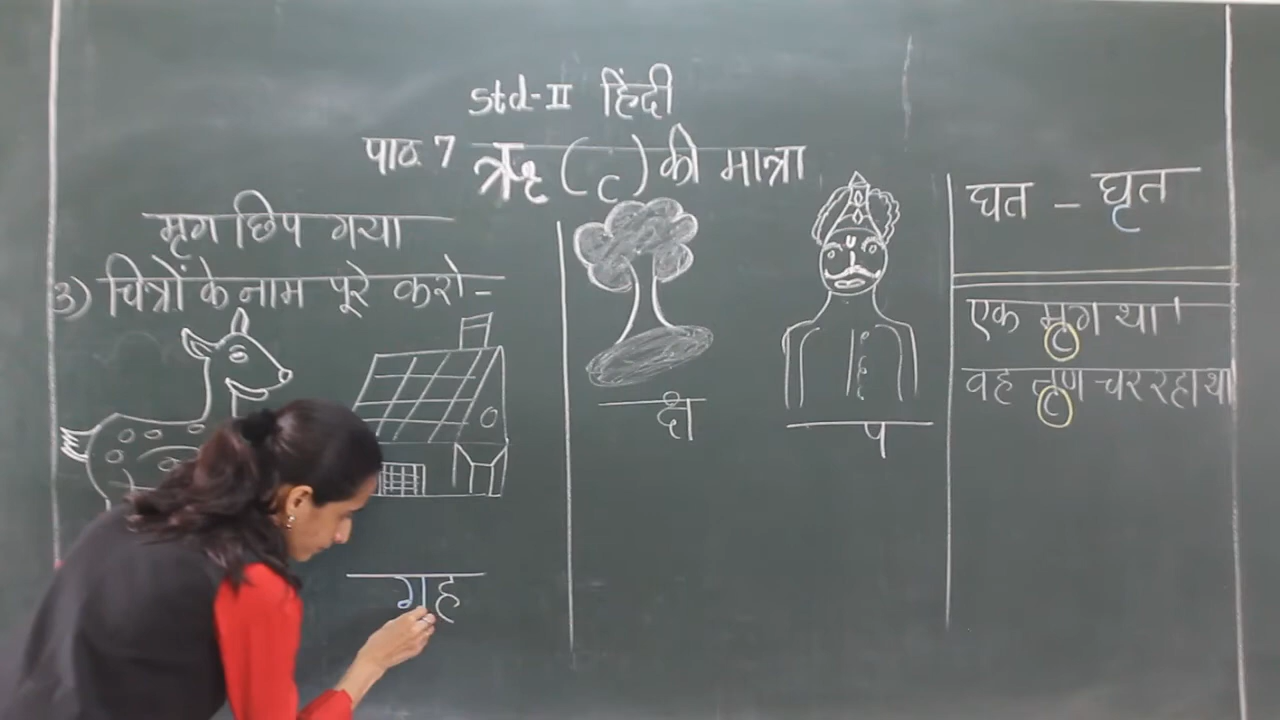 std-II हिंदी
पाठ 7 ऋ (ृ) की मात्रा
मृग छिप गया
3) चित्रों के नाम पूरे करो-
गृह
क्ष
प
घत - घृत
एक मृग था।
वह तृण चर रहा था